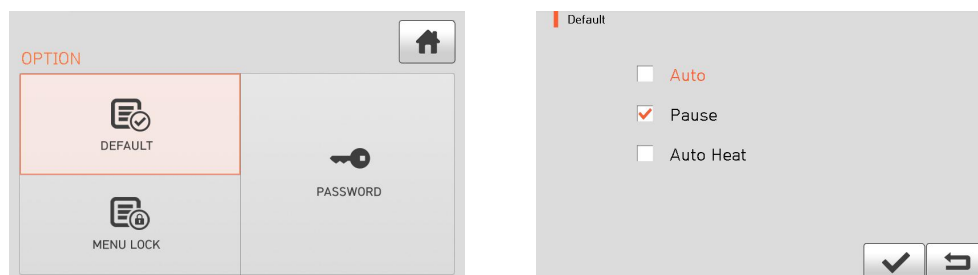 OPTION
DEFAULT
PASSWORD
MENU LOCK
Default
Auto
Pause
Auto Heat